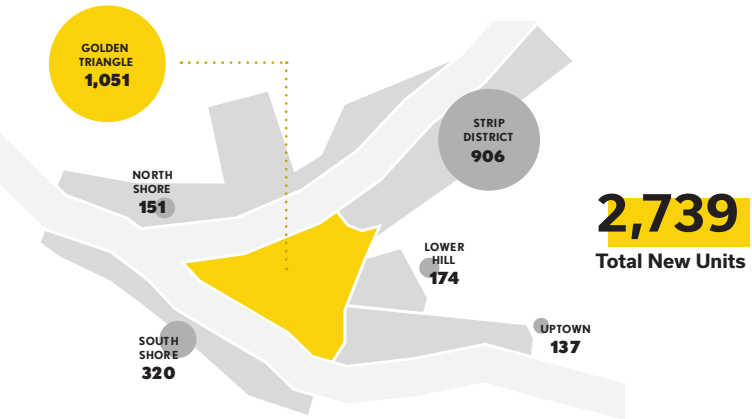 GOLDEN
TRIANGLE
1,051
STRIP
DISTRICT
906
NORTH
SHORE
151
2,739
Total New Units
LOWER
HILL
174
UPTOWN
137
SOUTH
SHORE
320